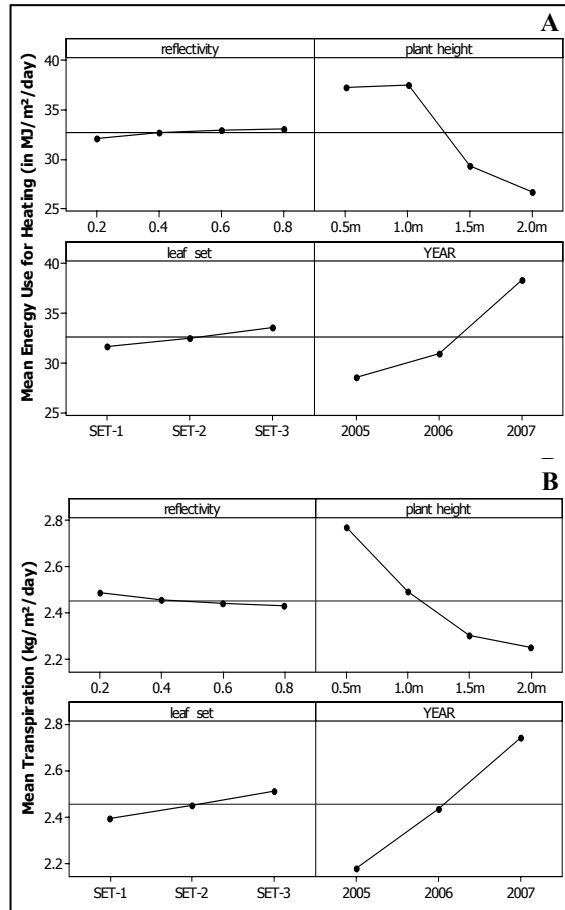 A
Mean Energy Use for Heating (in MJ/m²/day)
reflectivity plant height
40
35
30
25
0.2 0.4 0.6 0.8 0.5m 1.0m 1.5m 2.0m
leaf set YEAR
40
35
30
25
SET-1 SET-2 SET-3 2005 2006 2007
B
Mean Transpiration (kg/m²/day)
reflectivity plant height
2.8
2.6
2.4
2.2
0.2 0.4 0.6 0.8 0.5m 1.0m 1.5m 2.0m
leaf set YEAR
2.8
2.6
2.4
2.2
SET-1 SET-2 SET-3 2005 2006 2007